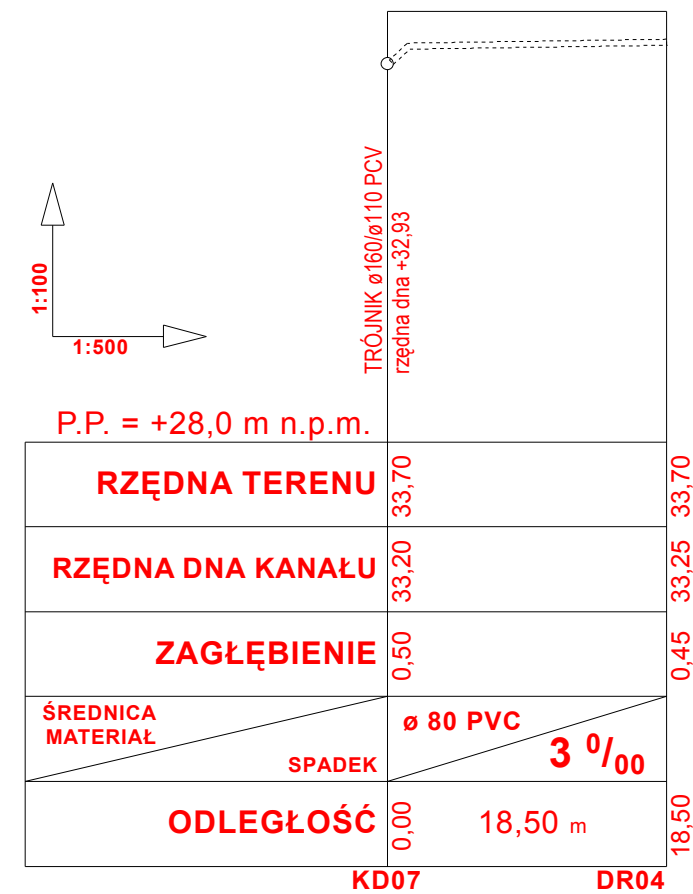 TRÓJNIK ø160/ø110 PCV
rzędna dna +32,93
1:100
1:500
P.P. = +28,0 m n.p.m.
RZĘDNA TERENU 33,70 33,70
RZĘDNA DNA KANAŁU 33,20 33,25
ZAGŁĘBIENIE 0,50 0,45
ŚREDNICA
MATERIAŁ
SPADEK
ø 80 PVC
3 0/00
ODLEGŁOŚĆ 0,00 18,50 m 18,50
KD07 DR04